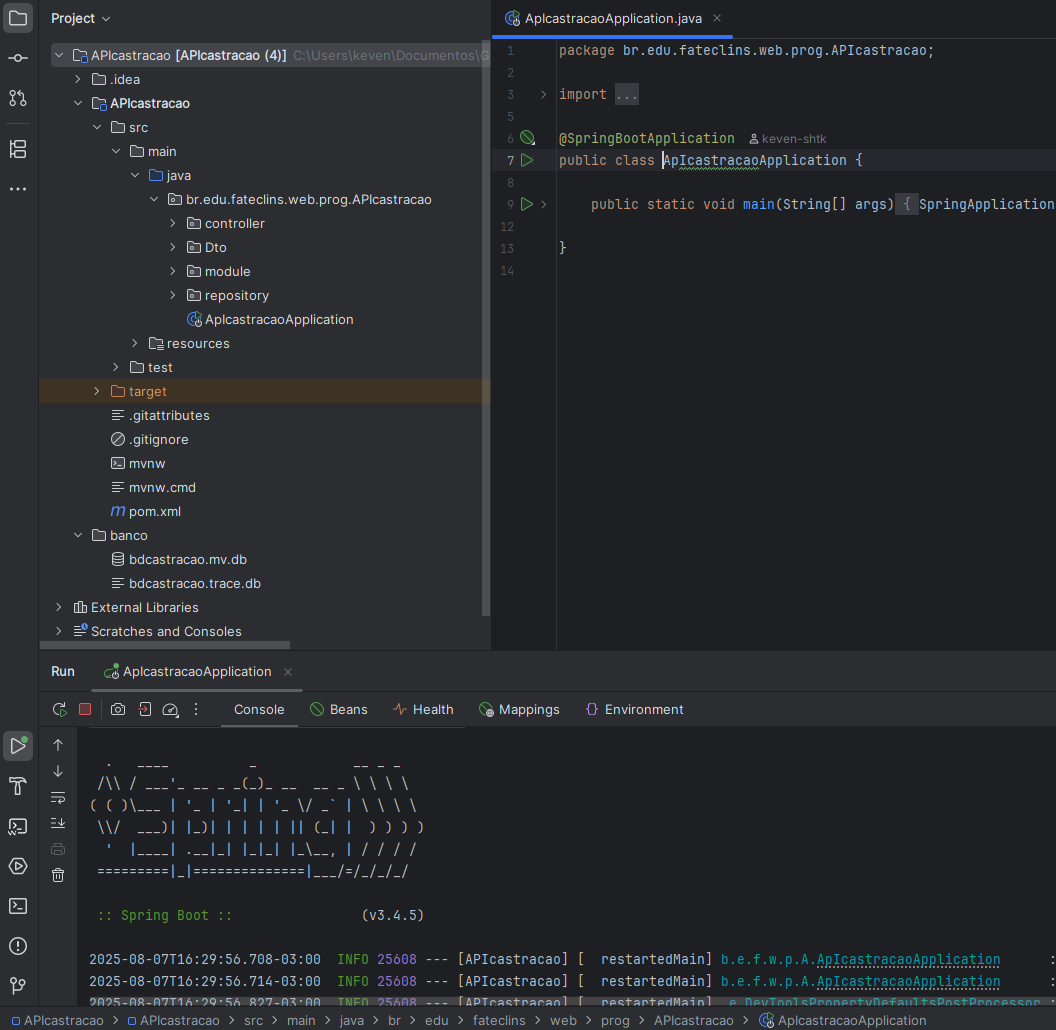 Project
APIcastracao [APIcastracao (4)] C:\Users\keven\Documentos\G
.idea
APIcastracao
src
main
java
br.edu.fateclins.web.prog.APIcastracao
controller
Dto
module
repository
ApIcastracaoApplication
resources
test
target
.gitattributes
.gitignore
mvnw
mvnw.cmd
pom.xml
banco
bdcastracao.mv.db
bdcastracao.trace.db
External Libraries
Scratches and Consoles
ApIcastracaoApplication.java
1 package br.edu.fateclins.web.prog.APIcastracao;
2
3 import ...
5
6 @SpringBootApplication keven-shtk
7 public class ApIcastracaoApplication {
8
9 public static void main(String[] args) { SpringApplication
12
13 }
14
Run ApIcastracaoApplication
Console Beans Health Mappings Environment
  .   ____          _            __ _ _
 /\\ / ___'_ __ _ _(_)_ __  __ _ \ \ \ \
( ( )\___ | '_ | '_| | '_ \/ _` | \ \ \ \
 \\/  ___)| |_)| | | | | || (_| |  ) ) ) )
  '  |____| .__|_| |_|_| |_\__, | / / / /
 =========|_|==============|___/=/_/_/_/
:: Spring Boot :: (v3.4.5)
2025-08-07T16:29:56.708-03:00 INFO 25608 --- [APIcastracao] [ restartedMain] b.e.f.w.p.A.ApIcastracaoApplication :
2025-08-07T16:29:56.714-03:00 INFO 25608 --- [APIcastracao] [ restartedMain] b.e.f.w.p.A.ApIcastracaoApplication :
2025-08-07T16:29:56.827-03:00 INFO 25608 --- [APIcastracao] [ restartedMain] .e.DevToolsPropertyDefaultsPostProcessor :
APIcastracao > APIcastracao > src > main > java > br > edu > fateclins > web > prog > APIcastracao > ApIcastracaoApplication